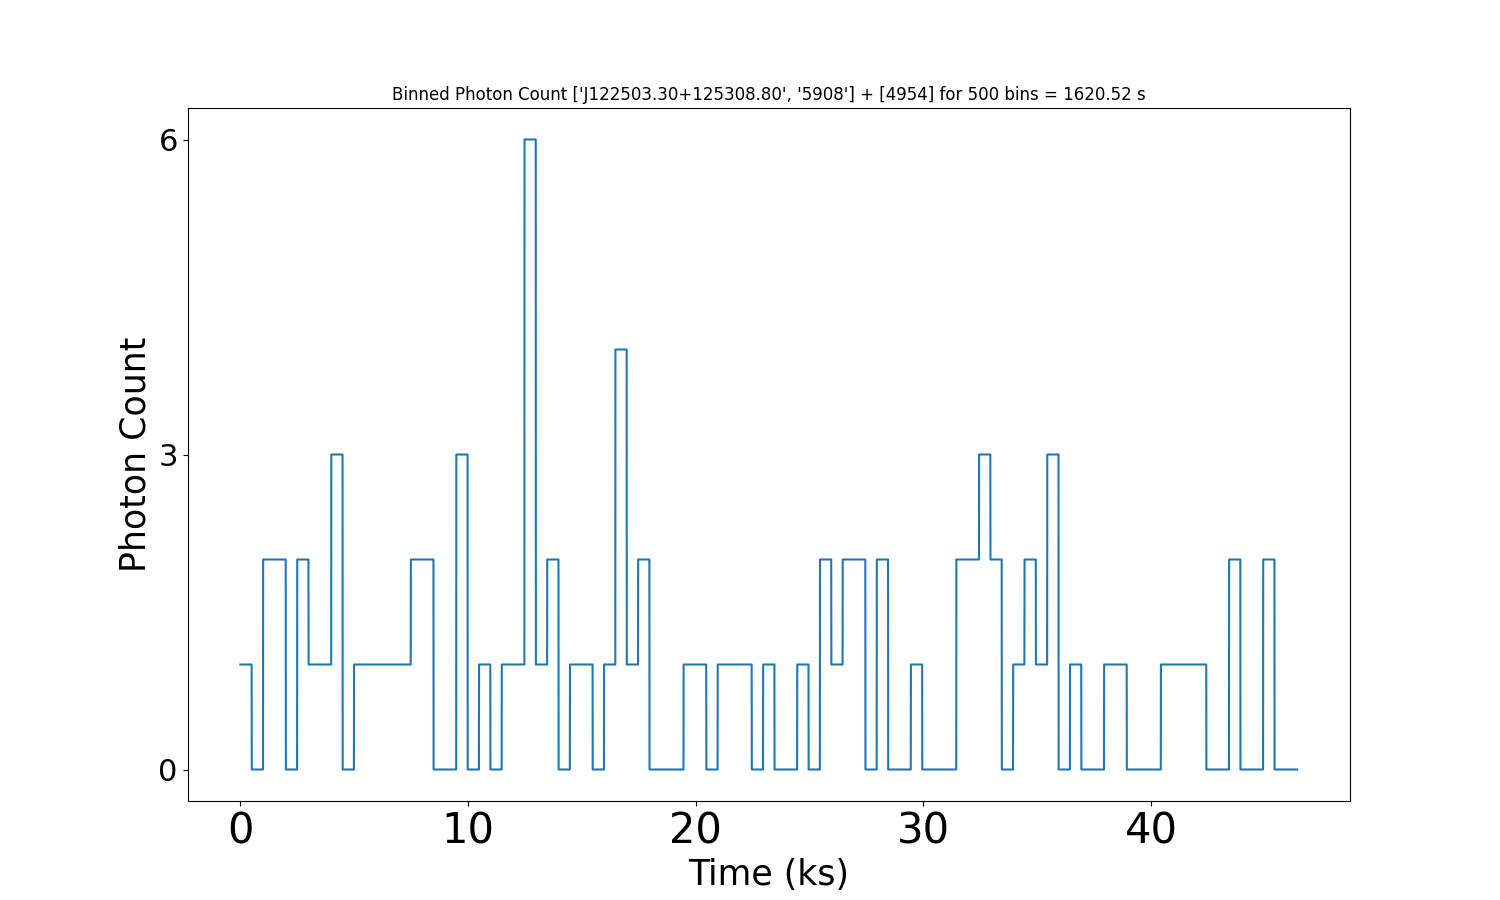 Binned Photon Count ['J122503.30+125308.80', '5908'] + [4954] for 500 bins = 1620.52 s
6
3
0
Photon Count
0 10 20 30 40
Time (ks)